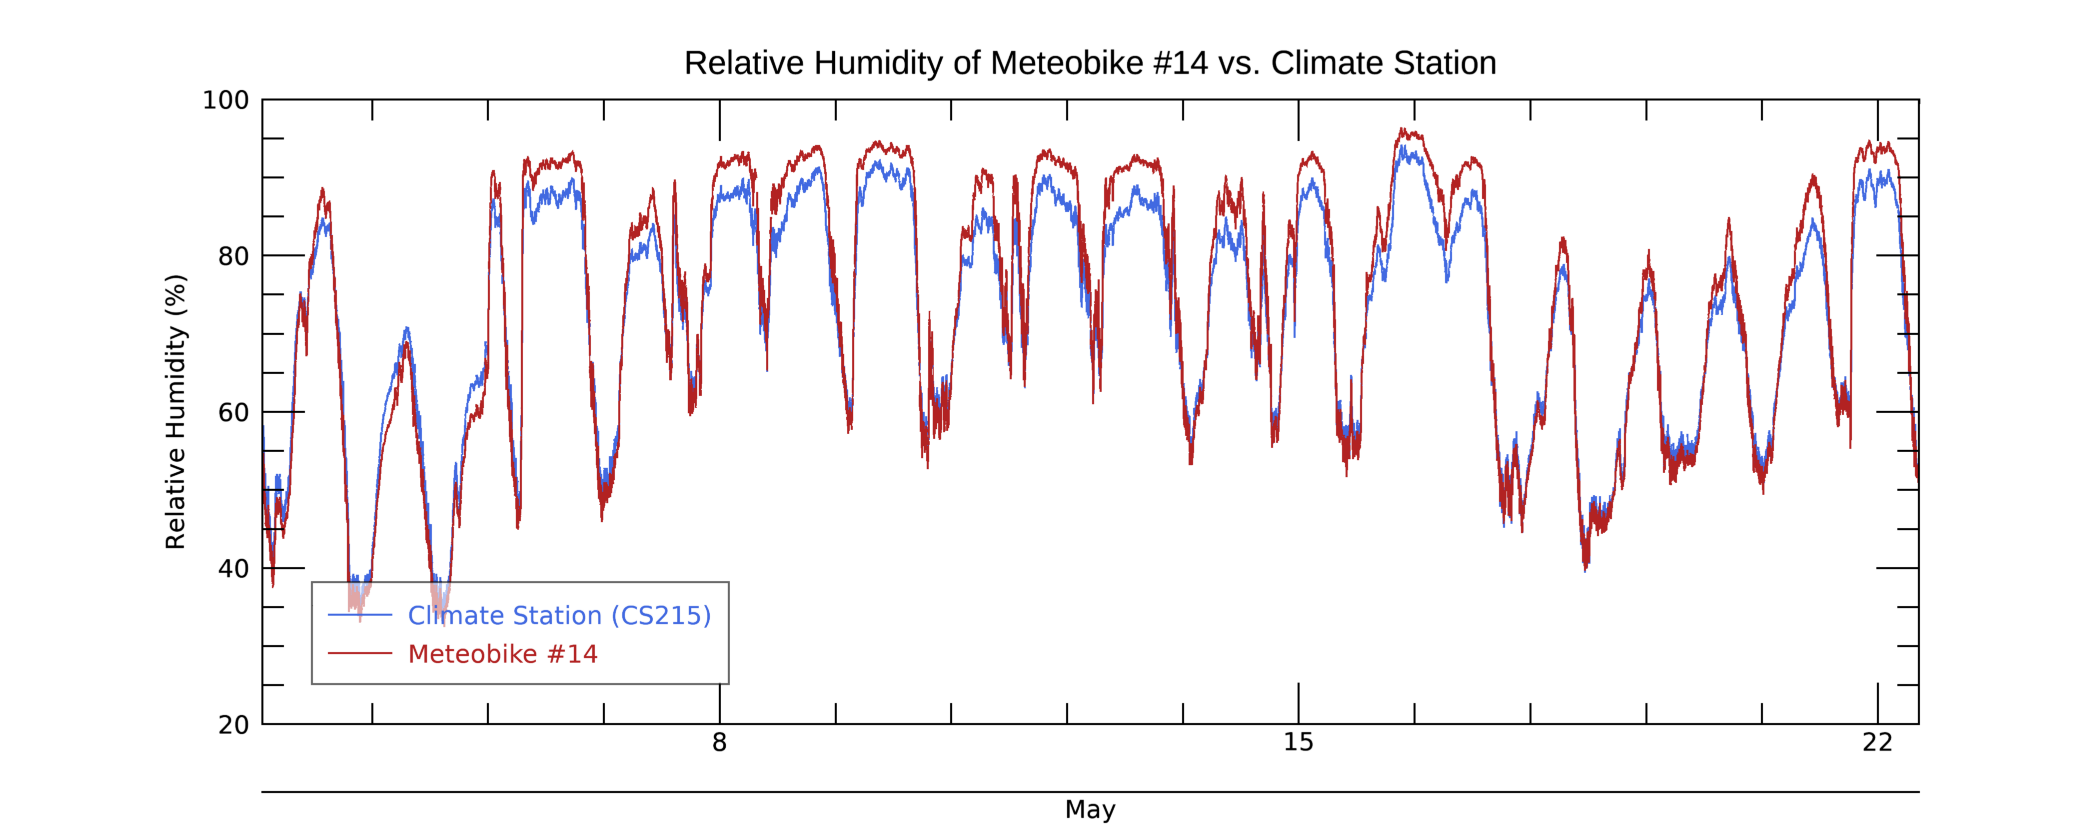 Relative Humidity of Meteobike #14 vs. Climate Station
Relative Humidity (%)
100
80
60
40
20
Climate Station (CS215)
Meteobike #14
8
15
22
May